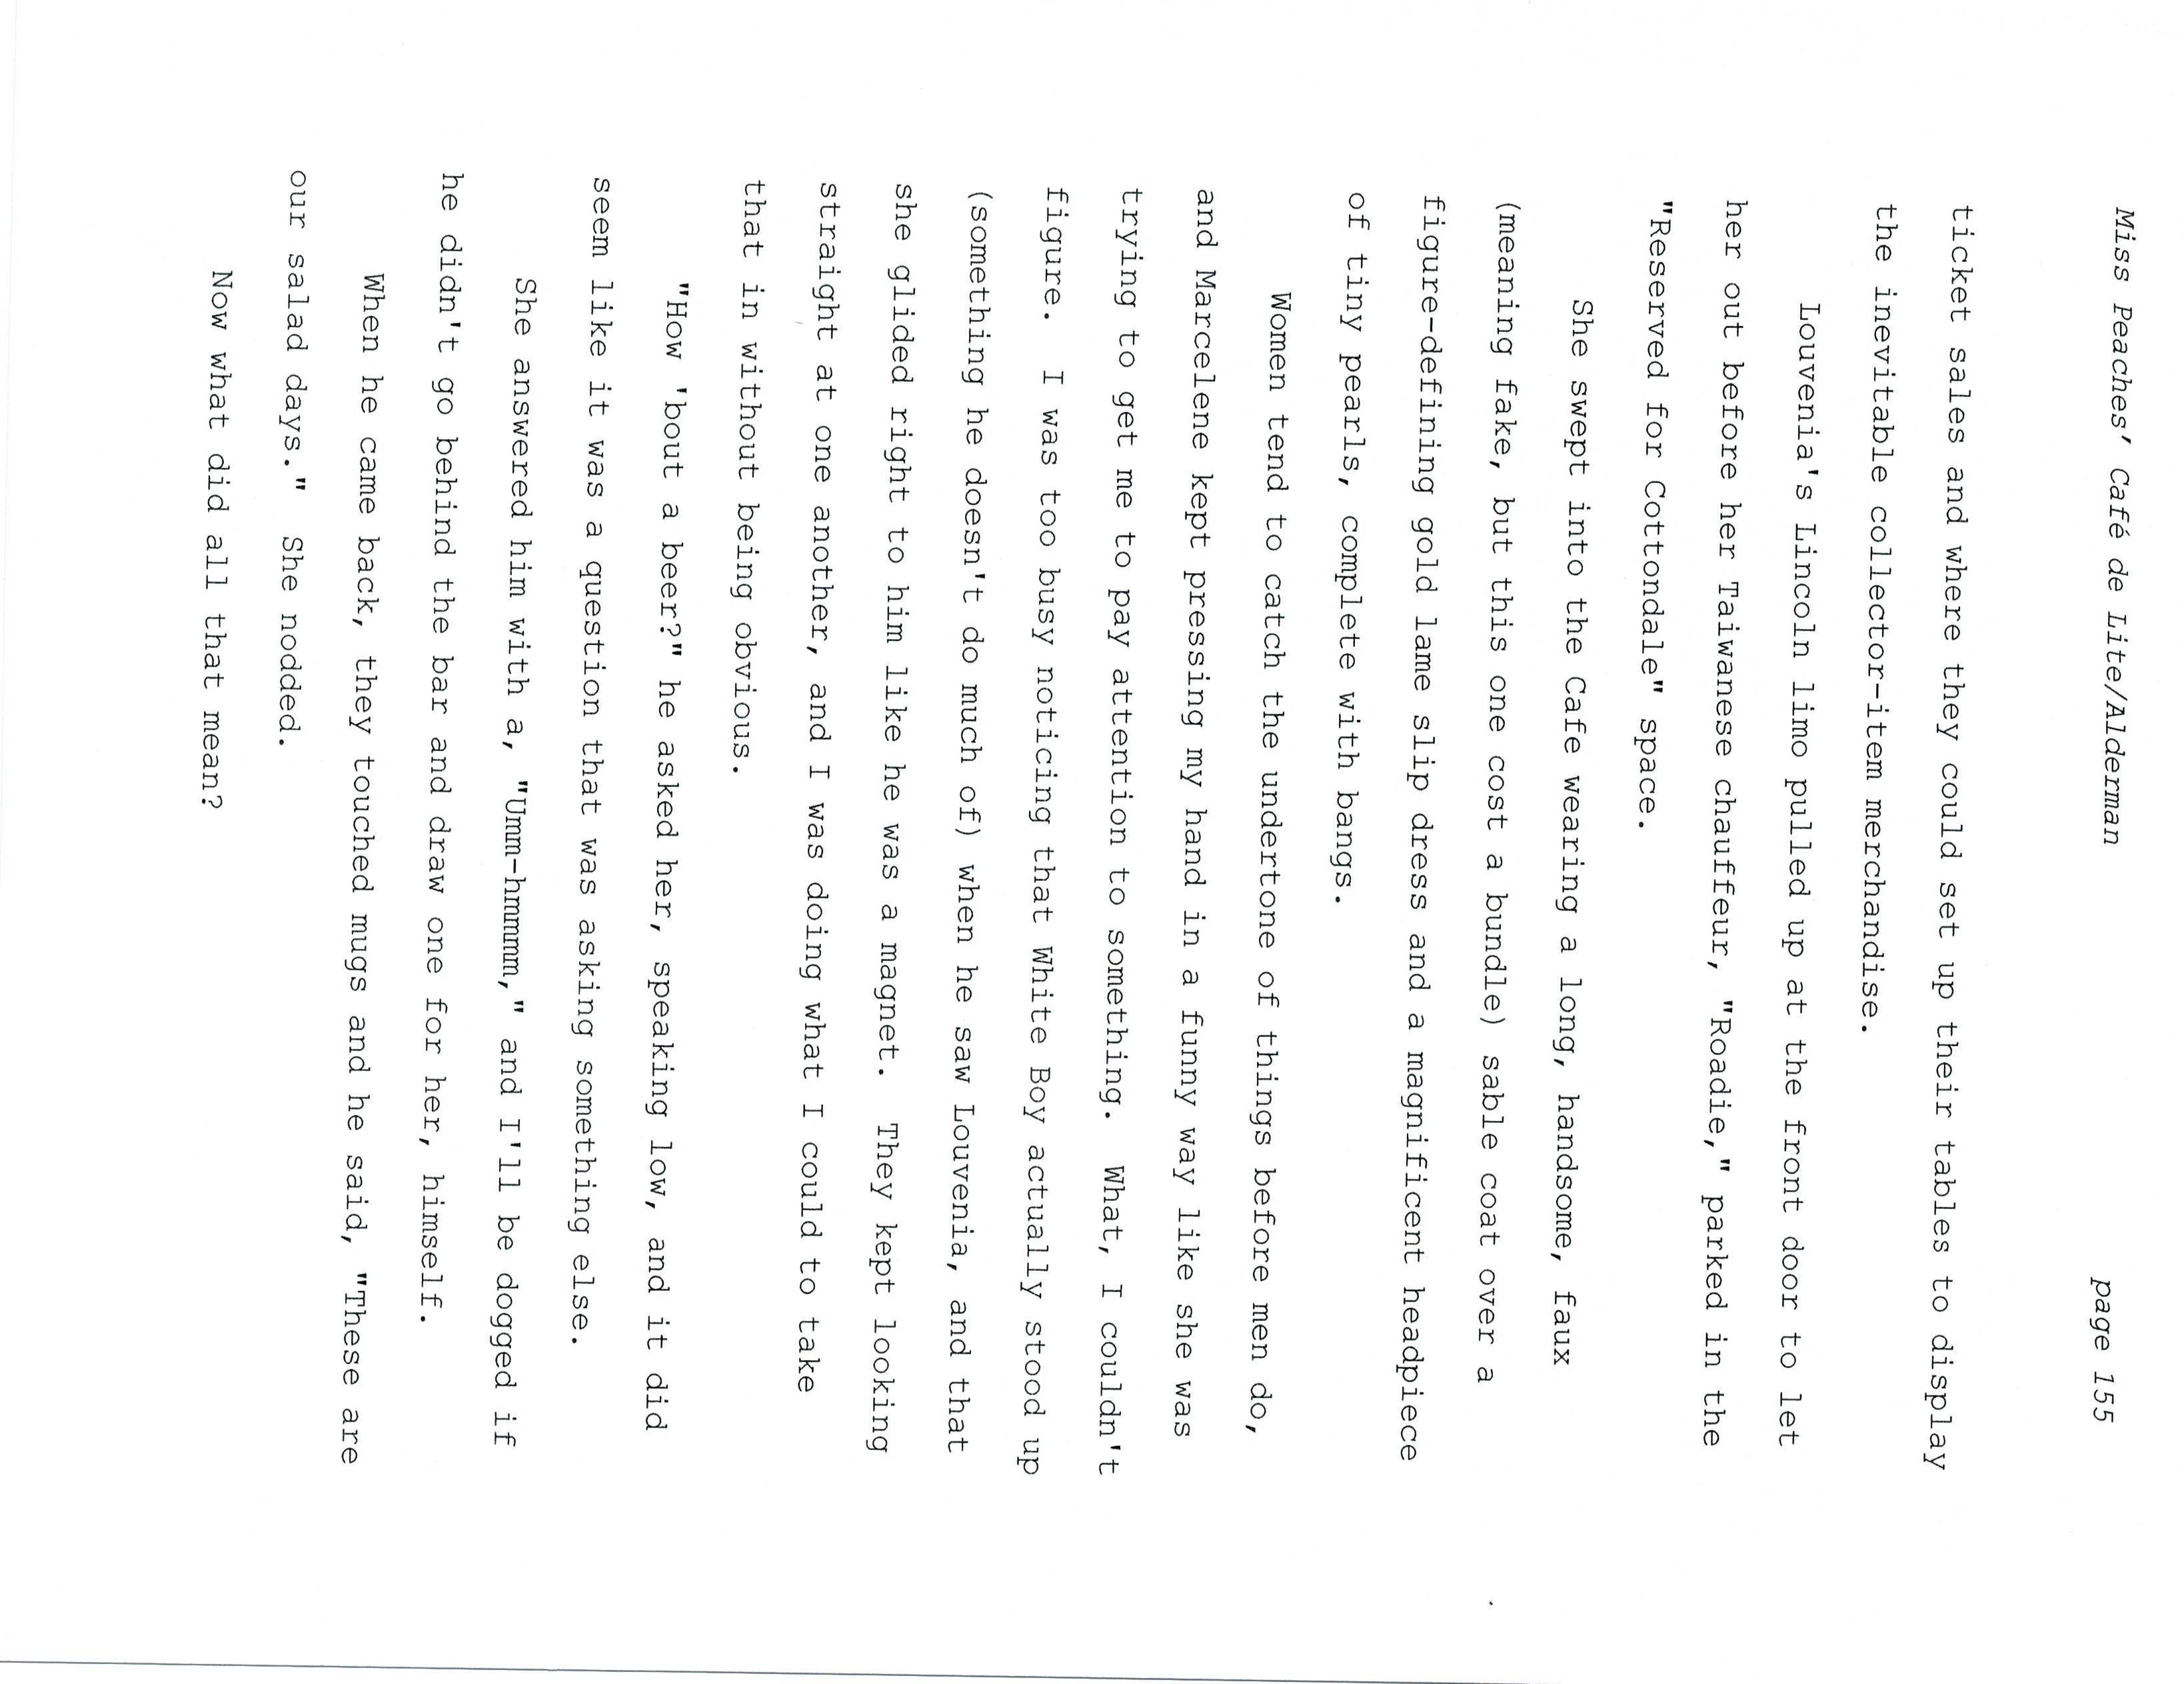 Miss Peaches' Café de Lite/Alderman page 155
ticket sales and where they could set up their tables to display
the inevitable collector-item merchandise.
Louvenia's Lincoln limo pulled up at the front door to let
her out before her Taiwanese chauffeur, "Roadie," parked in the
"Reserved for Cottondale" space.
She swept into the Cafe wearing a long, handsome, faux
(meaning fake, but this one cost a bundle) sable coat over a
figure-defining gold lame slip dress and a magnificent headpiece
of tiny pearls, complete with bangs.
Women tend to catch the undertone of things before men do,
and Marcelene kept pressing my hand in a funny way like she was
trying to get me to pay attention to something.  What, I couldn't
figure.  I was too busy noticing that White Boy actually stood up
(something he doesn't do much of) when he saw Louvenia, and that
she glided right to him like he was a magnet.  They kept looking
straight at one another, and I was doing what I could to take
that in without being obvious.
"How 'bout a beer?" he asked her, speaking low, and it did
seem like it was a question that was asking something else.
She answered him with a, "Umm-hmmmm," and I'll be dogged if
he didn't go behind the bar and draw one for her, himself.
When he came back, they touched mugs and he said, "These are
our salad days."  She nodded.
Now what did all that mean?